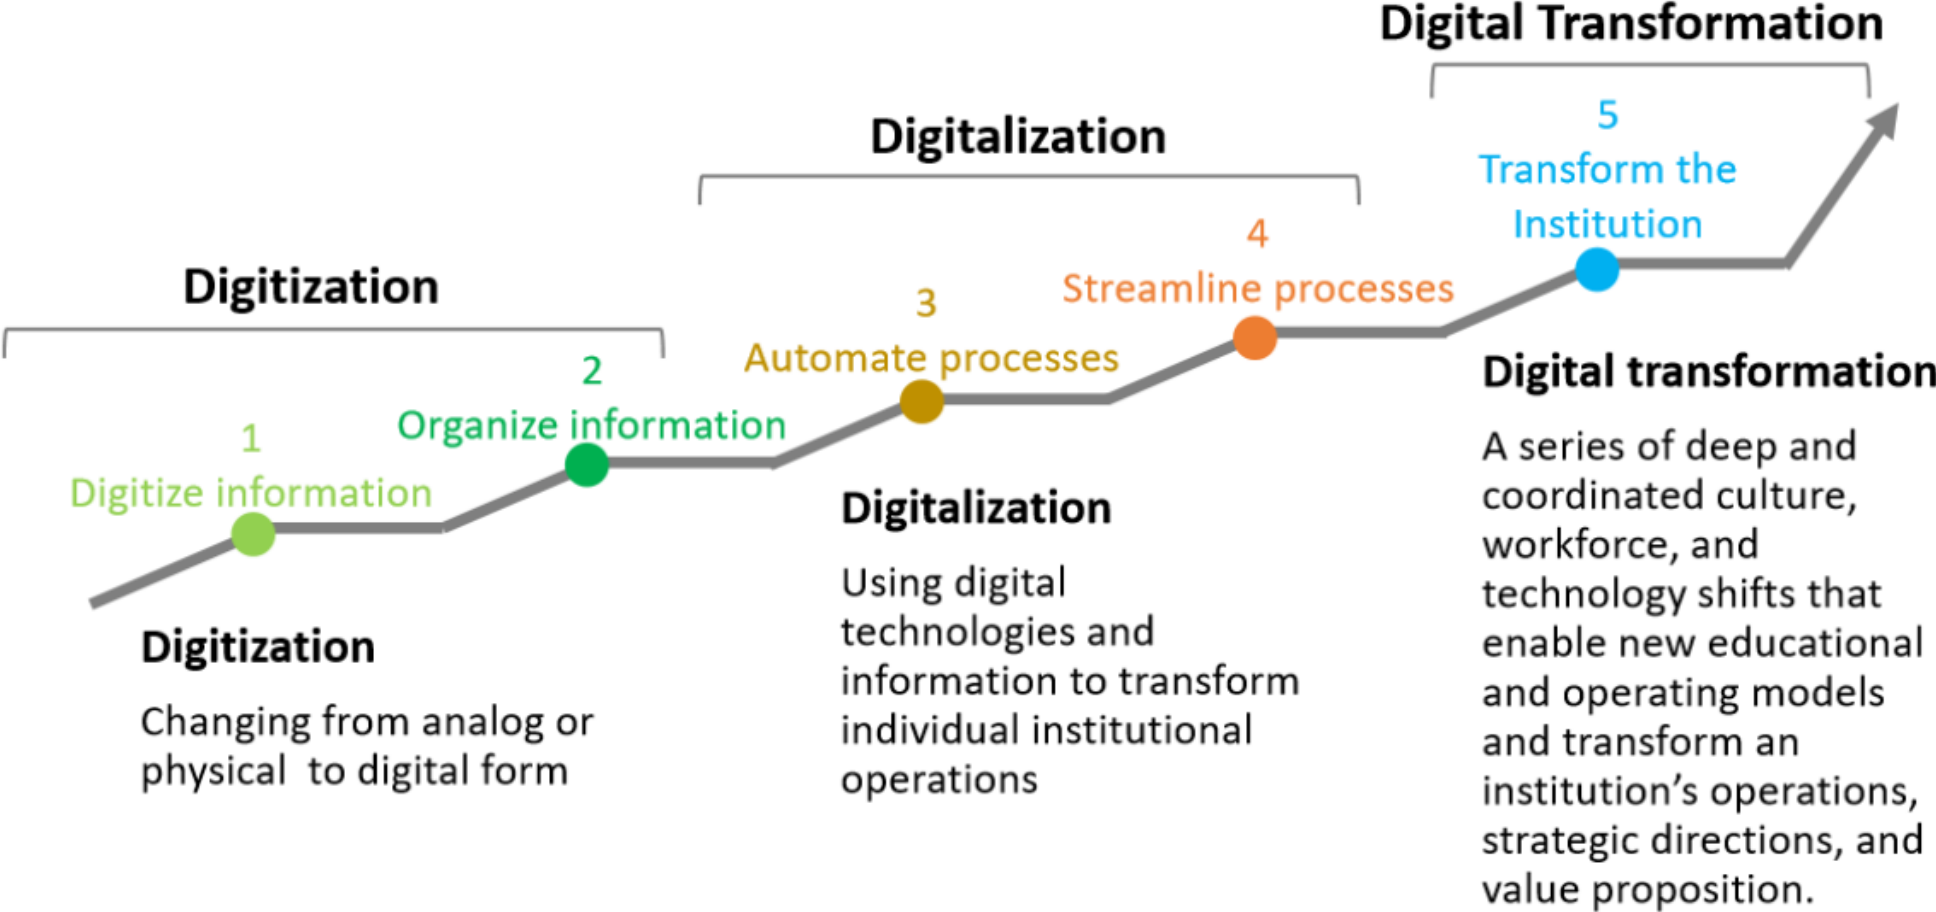 Digital Transformation
Digitalization
Digitization
1
Digitize information
2
Organize information
3
Automate processes
4
Streamline processes
5
Transform the
Institution
Digitization
Changing from analog or
physical  to digital form
Digitalization
Using digital
technologies and
information to transform
individual institutional
operations
Digital transformation
A series of deep and
coordinated culture,
workforce, and
technology shifts that
enable new educational
and operating models
and transform an
institution’s operations,
strategic directions, and
value proposition.